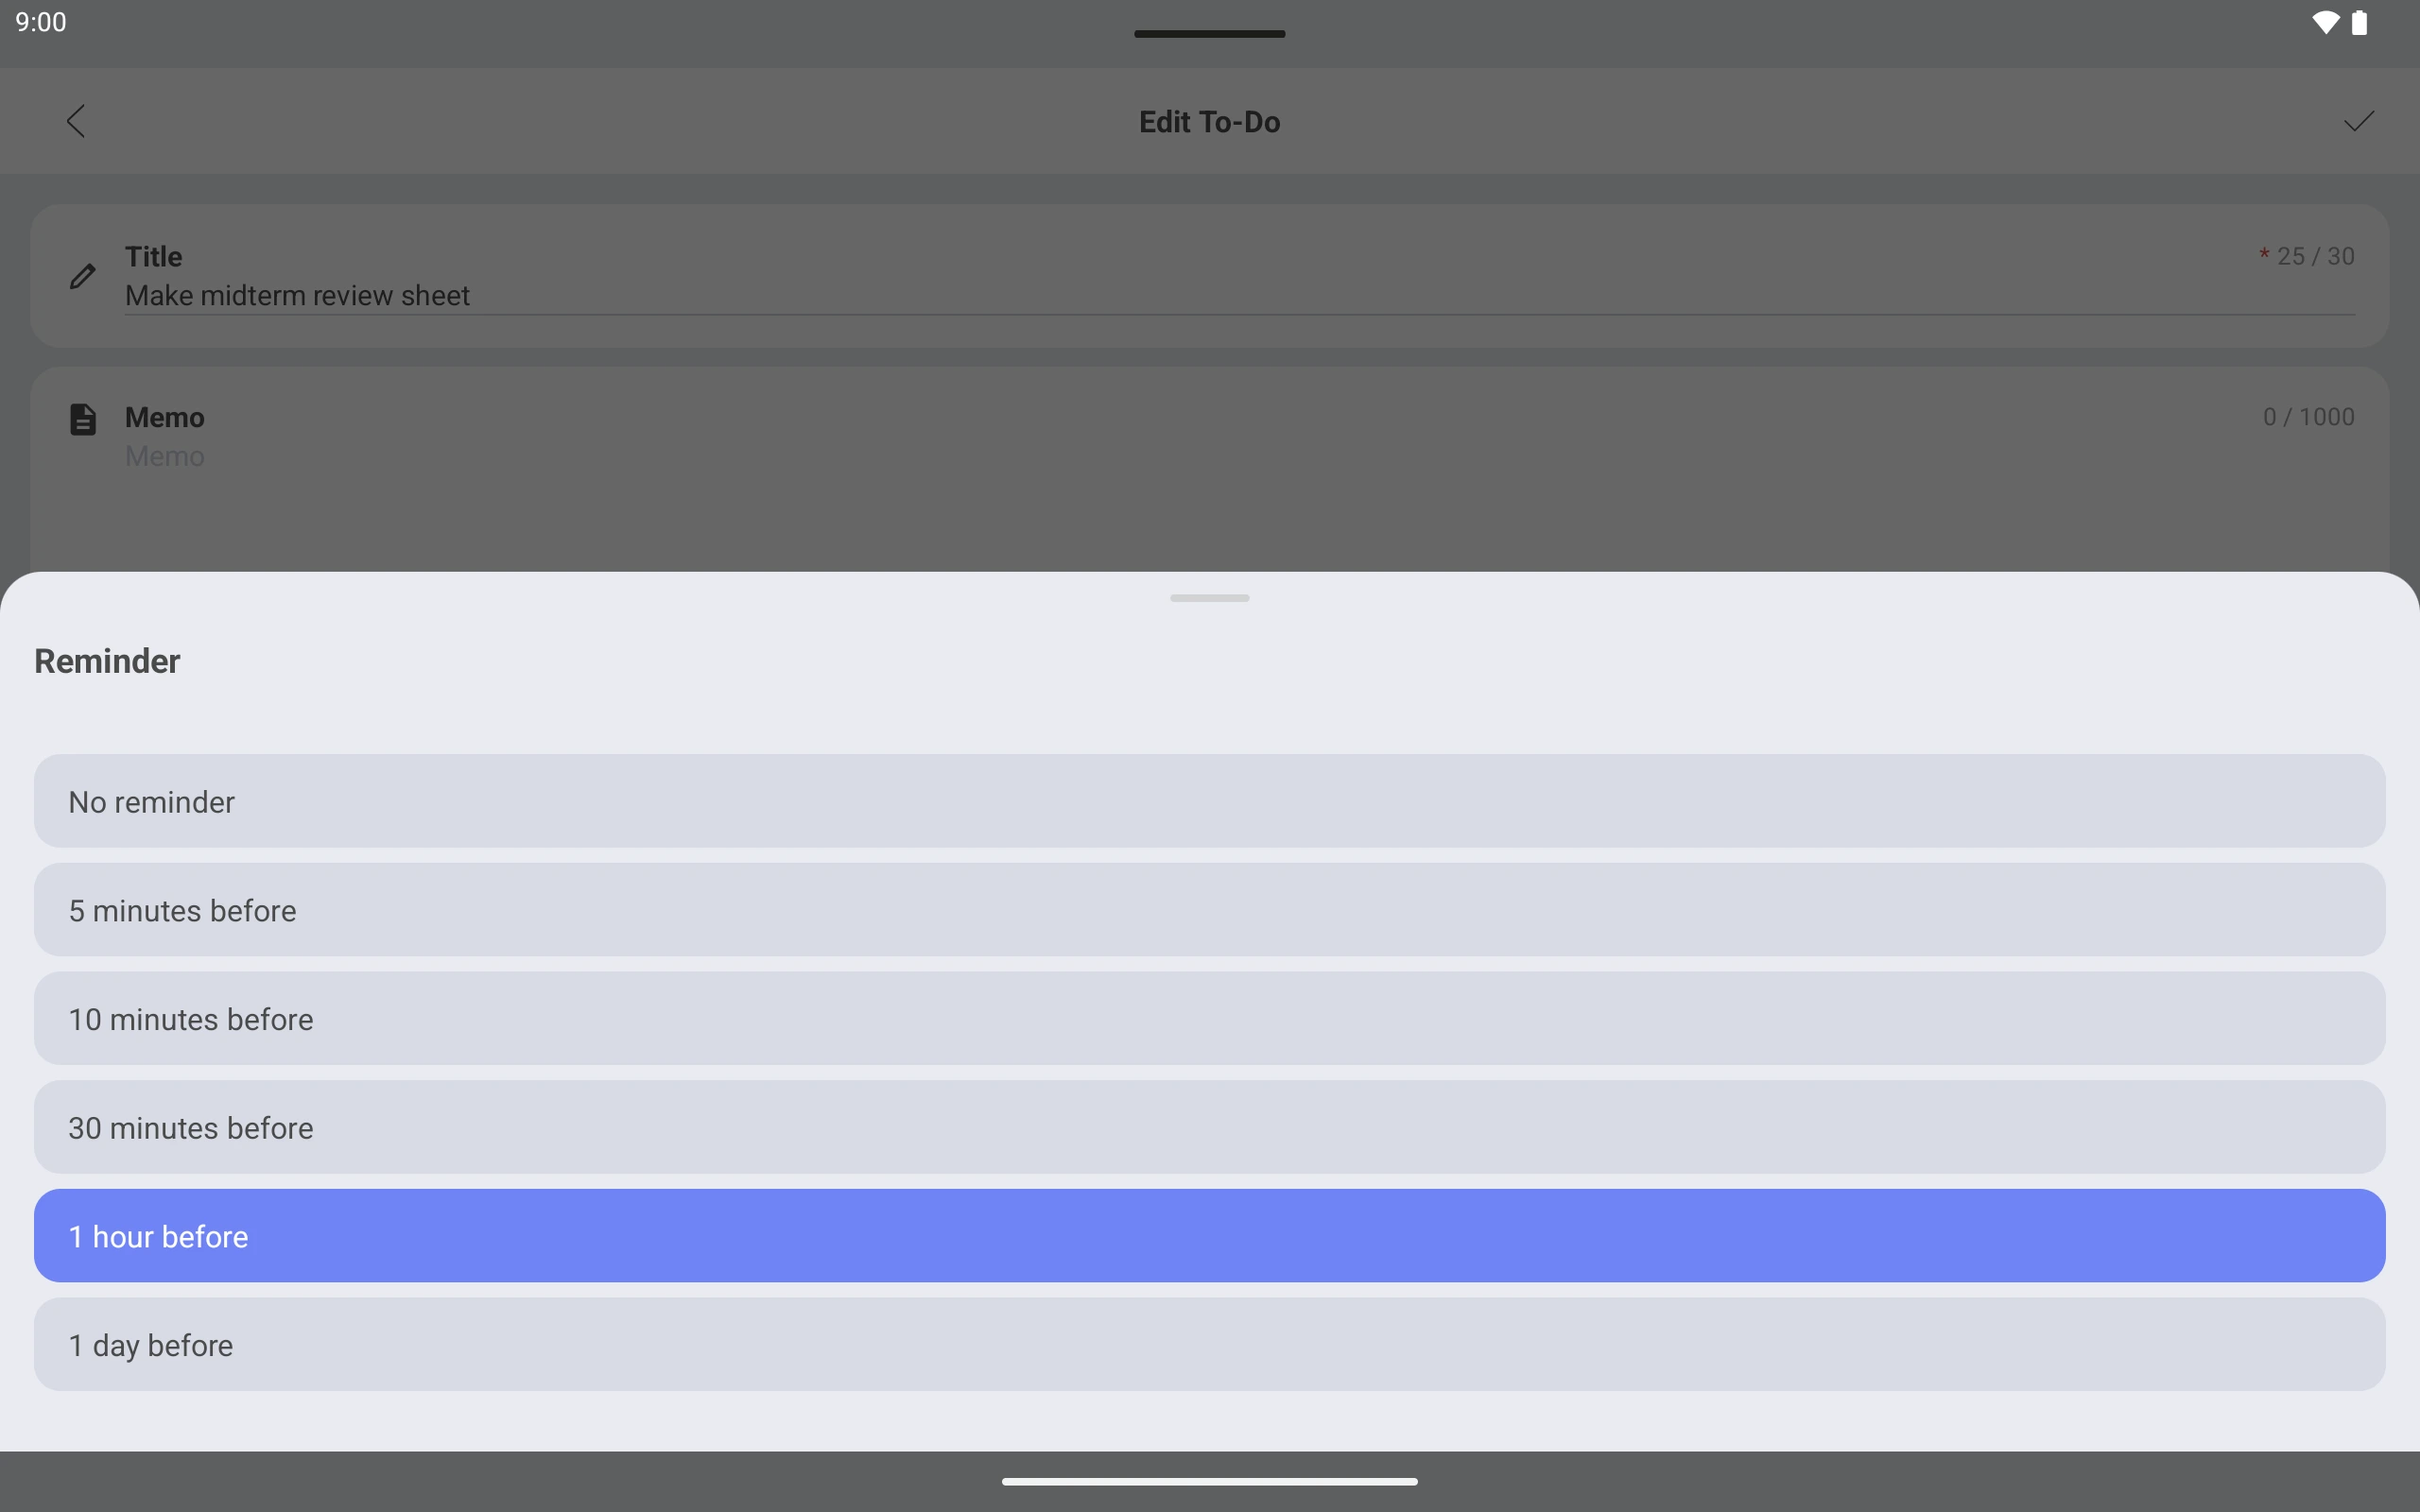 9:00
Edit To-Do
Title
* 25 / 30
Make midterm review sheet
Memo
0 / 1000
Memo
Reminder
No reminder
5 minutes before
10 minutes before
30 minutes before
1 hour before
1 day before